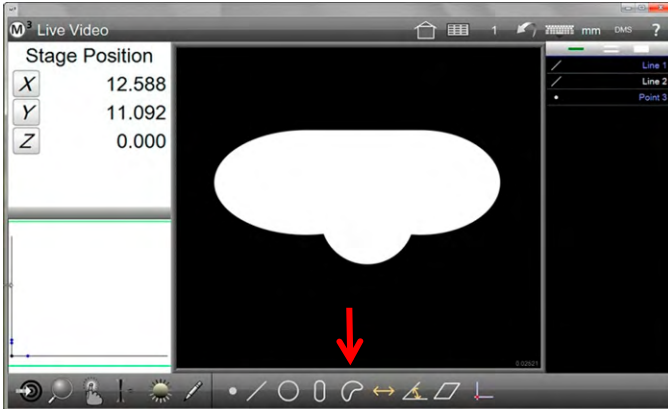 M3 Live Video
1
mm
DMS
?
Stage Position
X 12.588
Y 11.092
Z 0.000
Line 1
Line 2
Point 3
0.02621